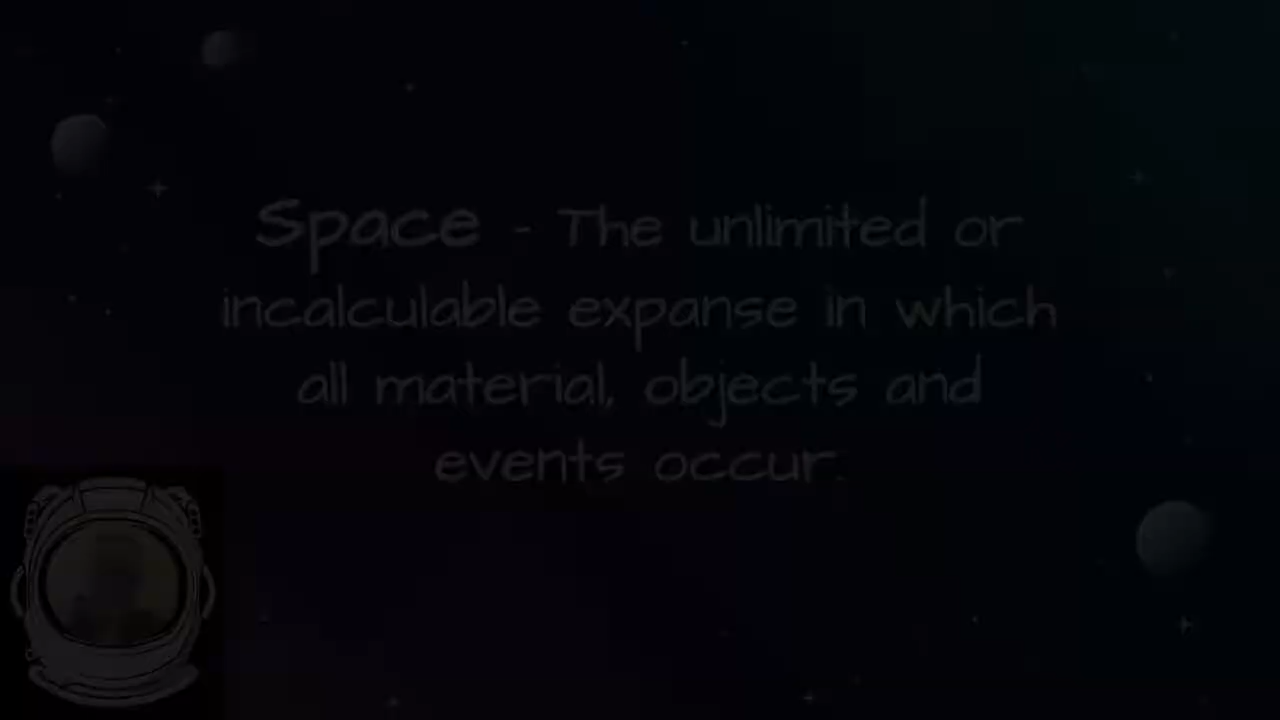 Space - The unlimited or
incalculable expanse in which
all material, objects and
events occur.